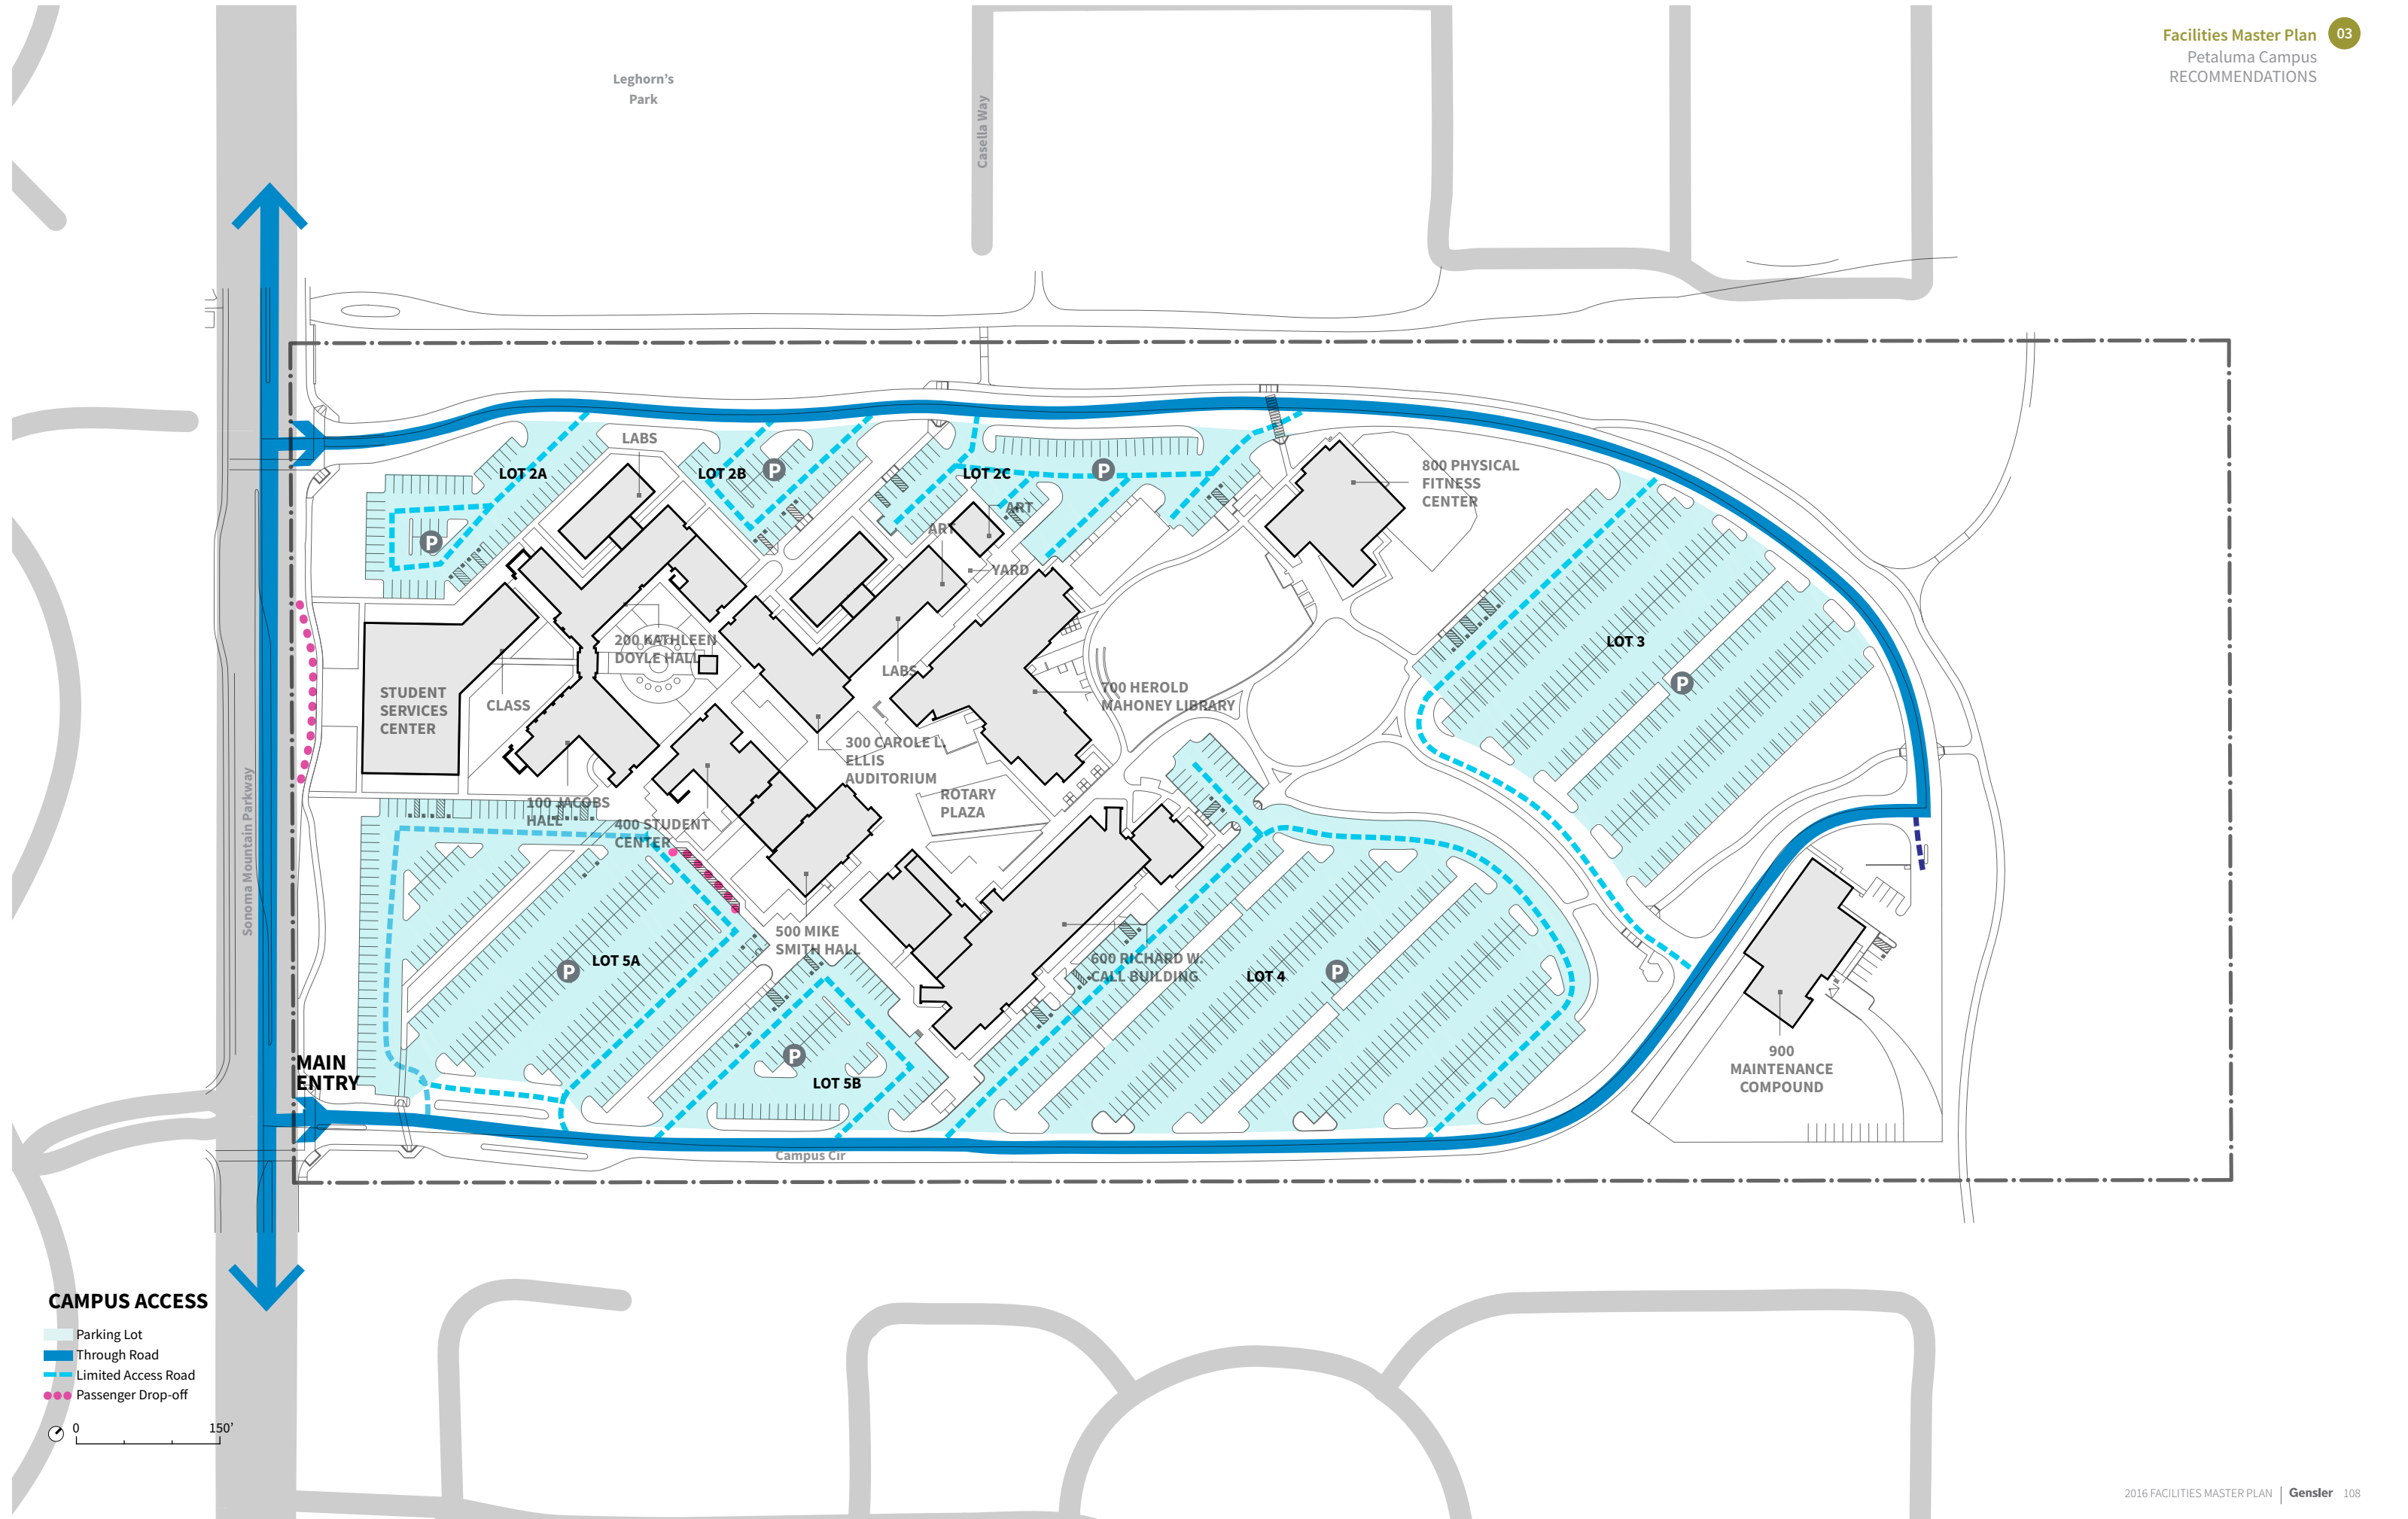 Facilities Master Plan
03
Petaluma Campus
RECOMMENDATIONS
Leghorn's
Park
Casella Way
LABS
LOT 2A
LOT 2B
P
LOT 2C
P
800 PHYSICAL
FITNESS
CENTER
P
ART
ART
YARD
LOT 3
P
200 KATHLEEN
DOYLE HALL
LABS
STUDENT
SERVICES
CENTER
CLASS
700 HEROLD
MAHONEY LIBRARY
300 CAROLE L.
ELLIS
AUDITORIUM
ROTARY
PLAZA
100 JACOBS
HALL
400 STUDENT
CENTER
Sonoma Mountain Parkway
500 MIKE
SMITH HALL
600 RICHARD W.
CALL BUILDING
LOT 5A
P
LOT 4
P
P
LOT 5B
MAIN
ENTRY
900
MAINTENANCE
COMPOUND
Campus Cir
CAMPUS ACCESS
Parking Lot
Through Road
Limited Access Road
Passenger Drop-off
0 150'
2016 FACILITIES MASTER PLAN | Gensler 108